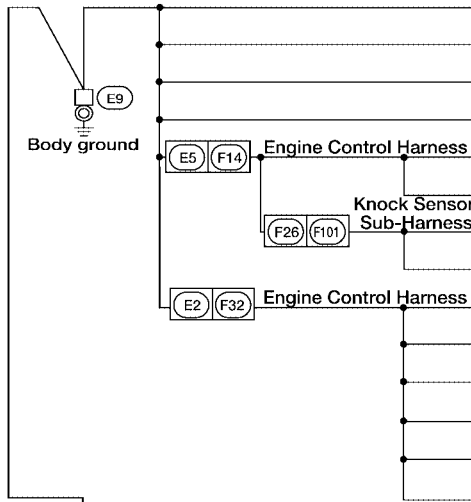 E9
Body ground
E5 F14 Engine Control Harness
Knock Sensor
F26 F101 Sub-Harness
E2 F32 Engine Control Harness